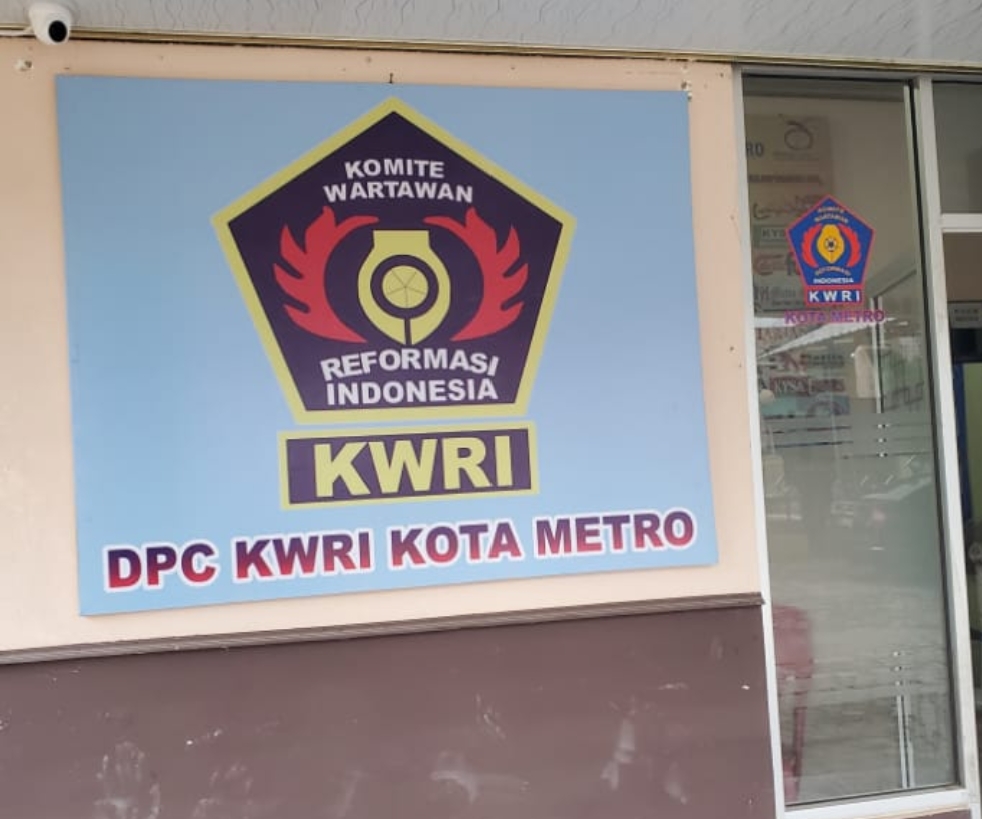 KOMITE
WARTAWAN
REFORMASI
INDONESIA
KWRI
DPC KWRI KOTA METRO
KOMITE
WARTAWAN
REFORMASI
INDONESIA
KWRI
KOTA METRO